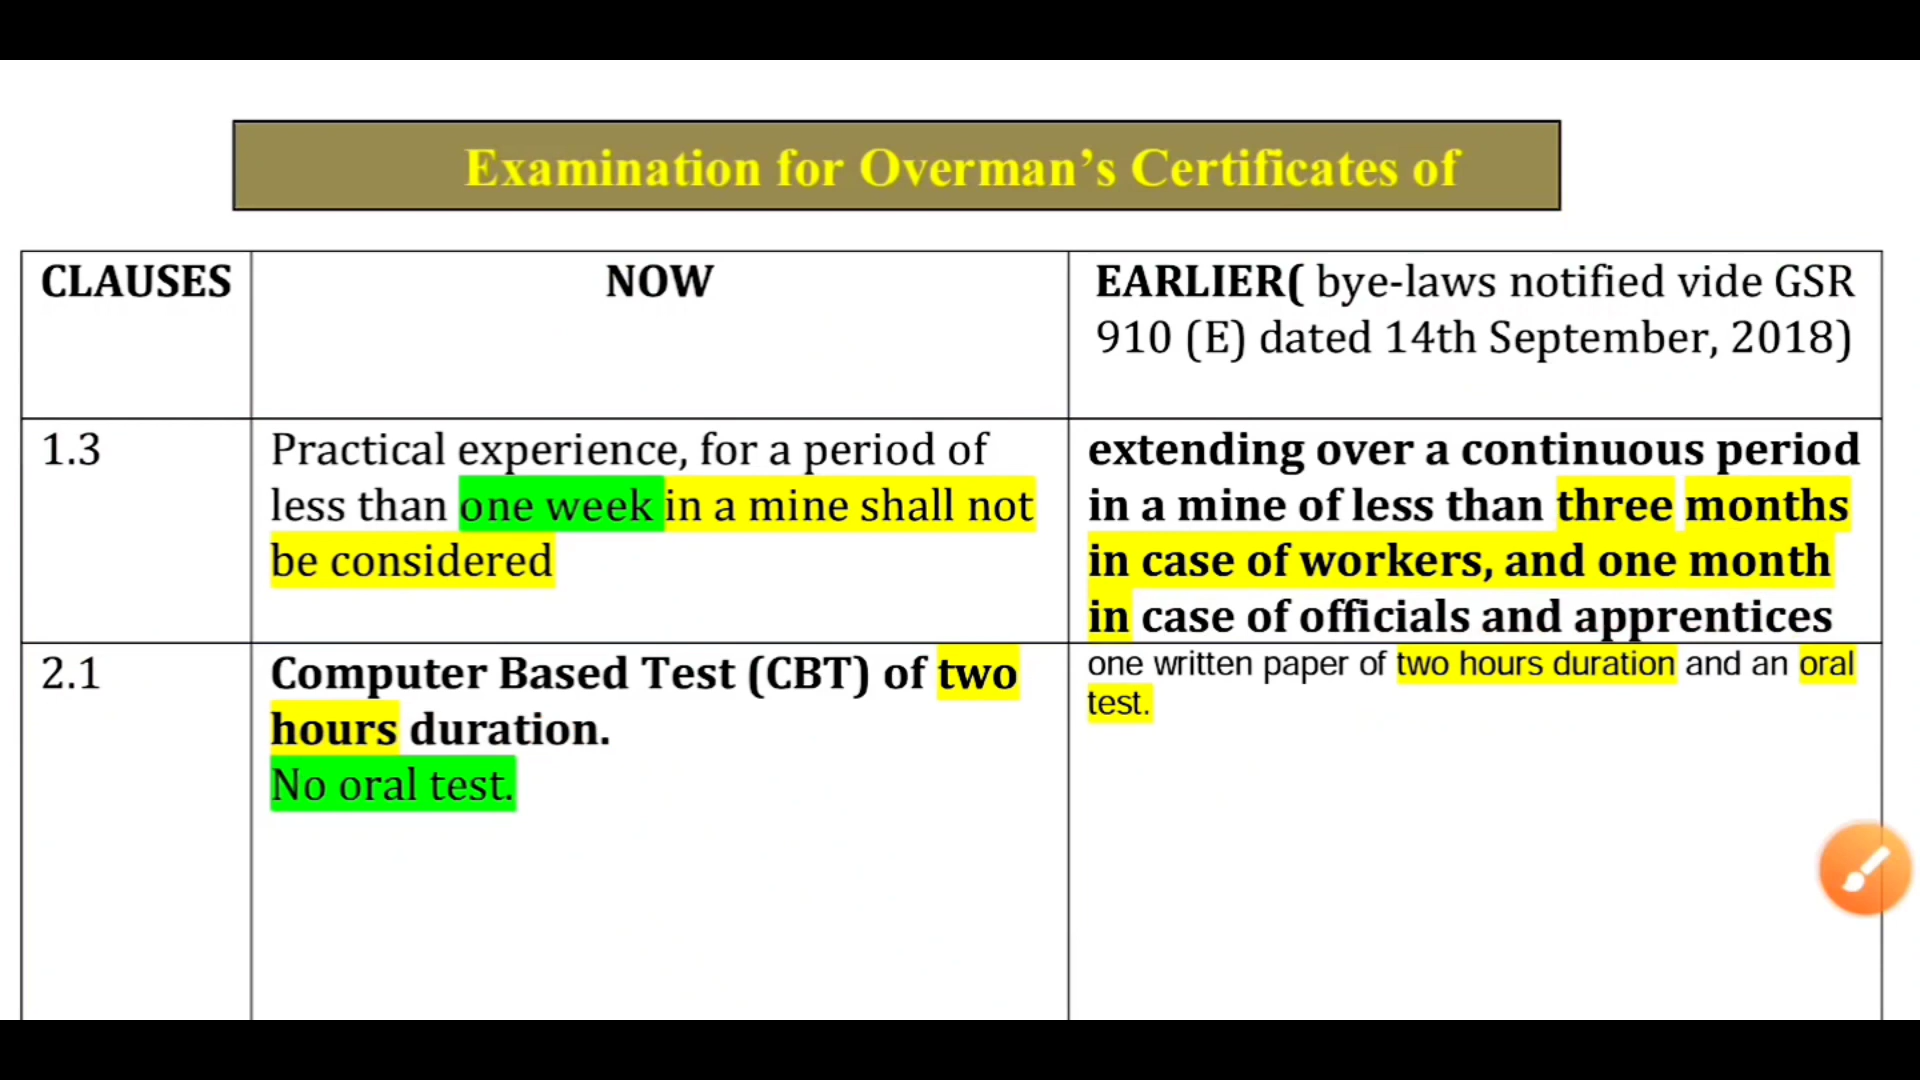 Examination for Overman’s Certificates of
CLAUSES
NOW
EARLIER( bye-laws notified vide GSR
910 (E) dated 14th September, 2018)
1.3
Practical experience, for a period of
less than one week in a mine shall not
be considered
extending over a continuous period
in a mine of less than three months
in case of workers, and one month
in case of officials and apprentices
2.1
Computer Based Test (CBT) of two
hours duration.
No oral test.
one written paper of two hours duration and an oral
test.